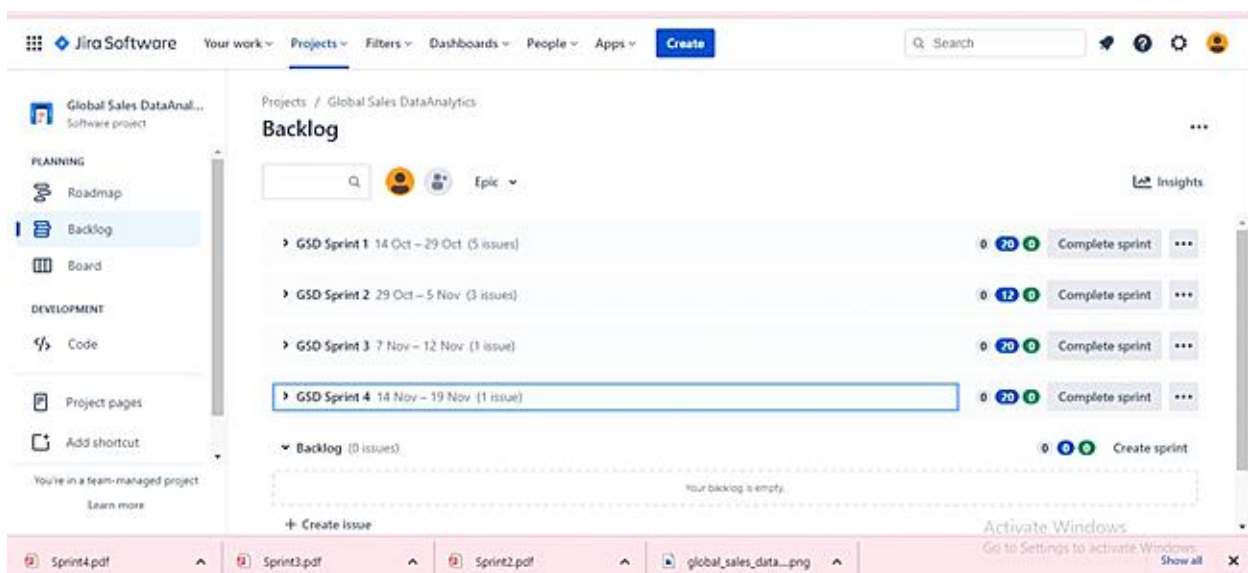 Jira Software Your work Projects Filters Dashboards People Apps Create Search
Global Sales DataAnal...
Software project
PLANNING
Roadmap
Backlog
Board
DEVELOPMENT
Code
Project pages
Add shortcut
You're in a team-managed project
Learn more
Projects / Global Sales DataAnalytics
Backlog
Epic
Insights
GSD Sprint 1 14 Oct – 29 Oct (5 issues) 0 20 0 Complete sprint
GSD Sprint 2 29 Oct – 5 Nov (3 issues) 0 12 0 Complete sprint
GSD Sprint 3 7 Nov – 12 Nov (1 issue) 0 20 0 Complete sprint
GSD Sprint 4 14 Nov – 19 Nov (1 issue) 0 20 0 Complete sprint
Backlog (0 issues) 0 0 0 Create sprint
Your backlog is empty.
+ Create issue
Activate Windows
Go to Settings to activate Windows.
Sprint4.pdf Sprint3.pdf Sprint2.pdf global_sales_data....png Show all